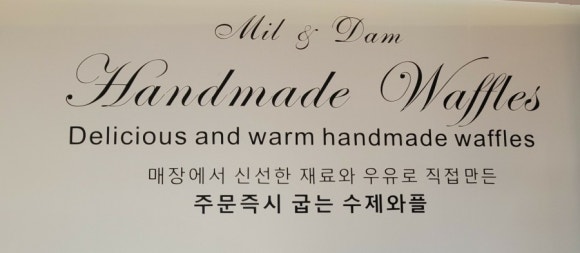 Mil & Dam
Handmade Waffles
Delicious and warm handmade waffles
매장에서 신선한 재료와 우유로 직접만든
주문즉시 굽는 수제와플